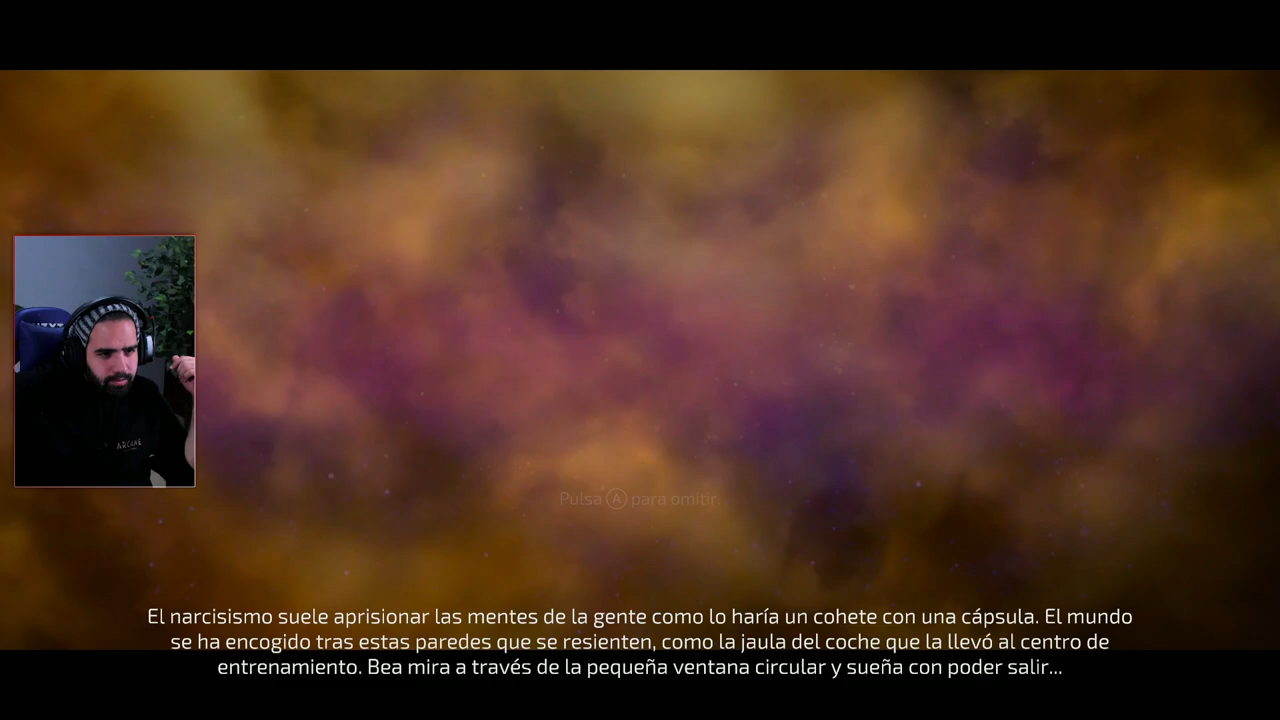 ARCANE
Pulsa A para omitir.
El narcisismo suele aprisionar las mentes de la gente como lo haría un cohete con una cápsula. El mundo
se ha encogido tras estas paredes que se resienten, como la jaula del coche que la llevó al centro de
entrenamiento. Bea mira a través de la pequeña ventana circular y sueña con poder salir...